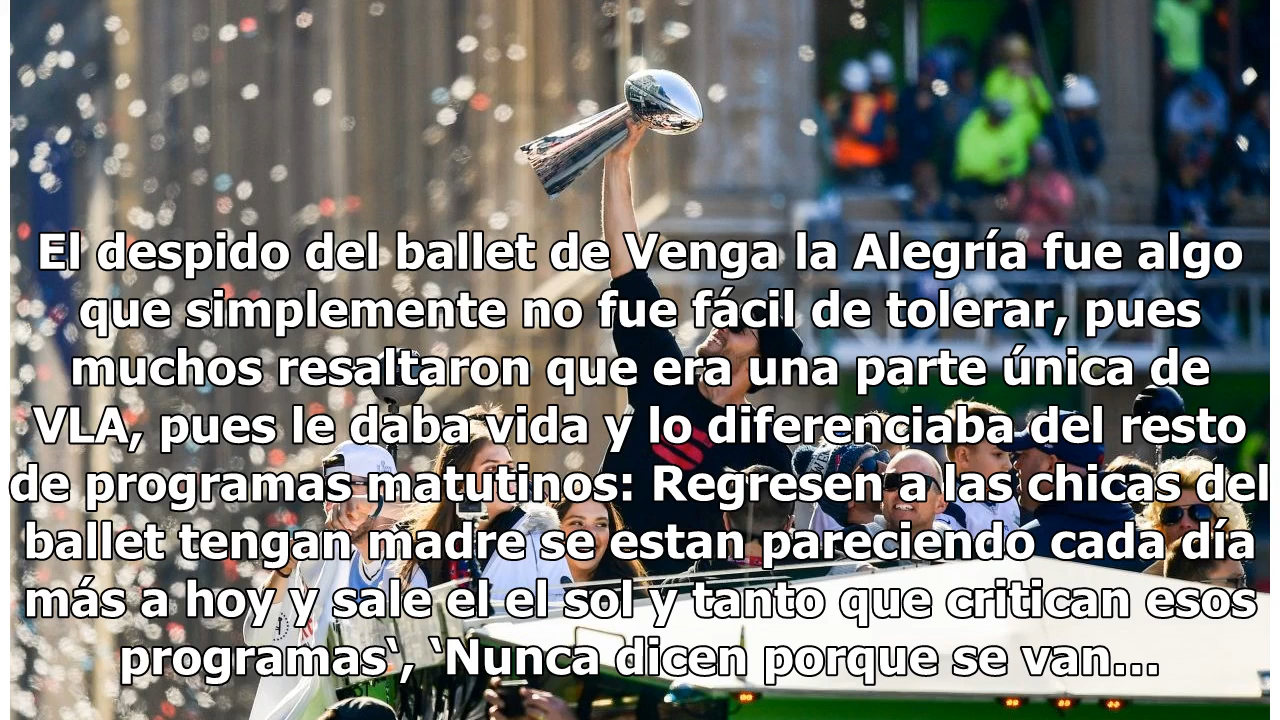 El despido del ballet de Venga la Alegría fue algo
que simplemente no fue fácil de tolerar, pues
muchos resaltaron que era una parte única de
VLA, pues le daba vida y lo diferenciaba del resto
de programas matutinos: Regresen a las chicas del
ballet tengan madre se estan pareciendo cada día
más a hoy y sale el el sol y tanto que critican esos
programas‘, ‘Nunca dicen porque se van...